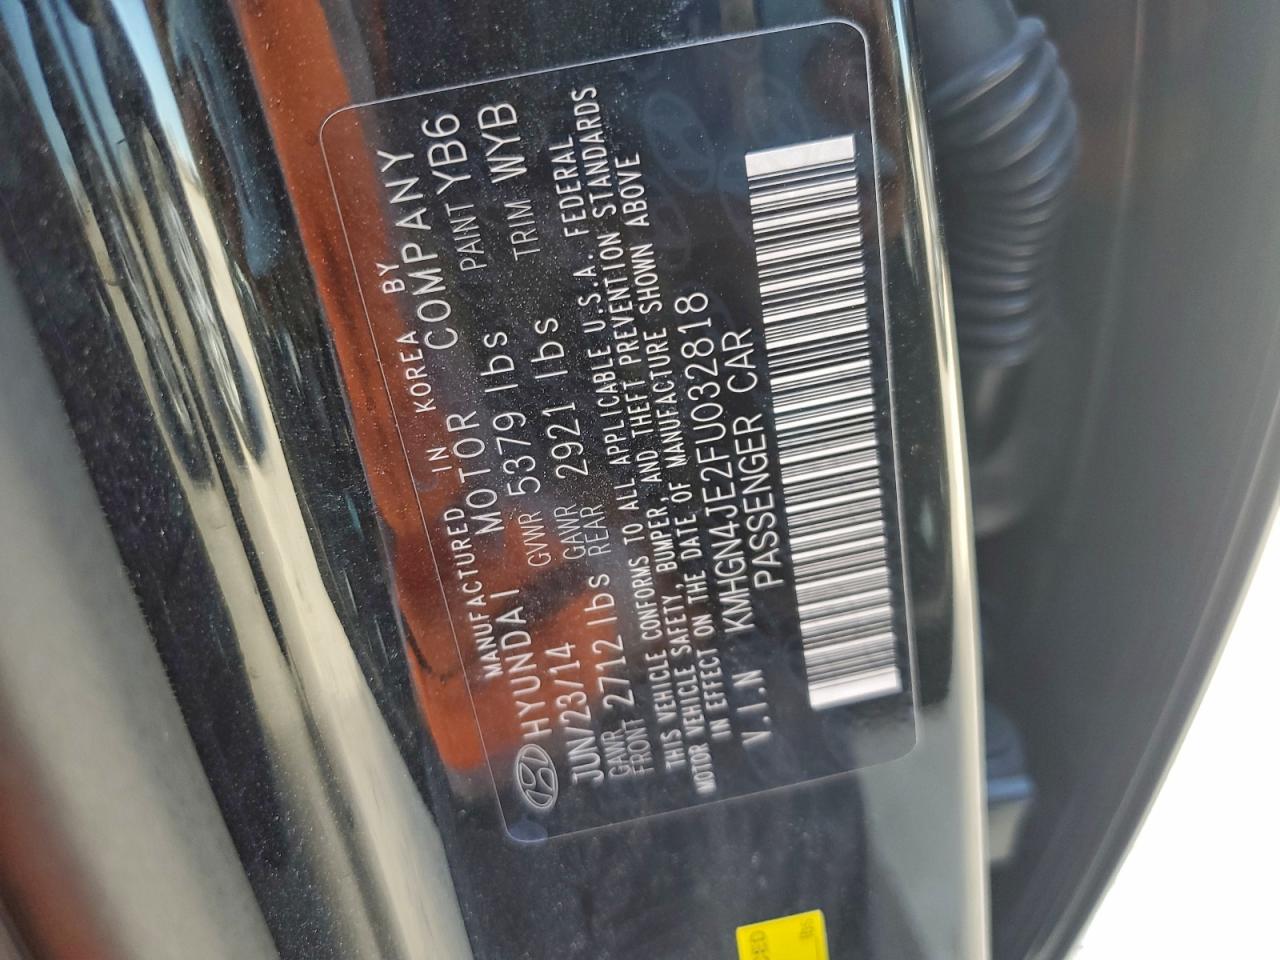 MANUFACTURED IN KOREA BY
HYUNDAI MOTOR COMPANY
JUN/23/14 GVWR 5379 lbs PAINT YB6
GAWR FRONT 2712 lbs GAWR REAR 2921 lbs TRIM WYB
THIS VEHICLE CONFORMS TO ALL APPLICABLE U.S.A. FEDERAL
MOTOR VEHICLE SAFETY, BUMPER, AND THEFT PREVENTION STANDARDS
IN EFFECT ON THE DATE OF MANUFACTURE SHOWN ABOVE
V.I.N KMHGN4JE2FU032818
PASSENGER CAR
lbs